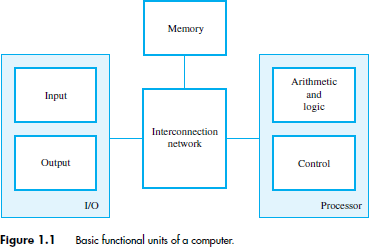 Memory
Input
Output
I/O
Interconnection
network
Arithmetic
and
logic
Control
Processor
Figure 1.1 Basic functional units of a computer.